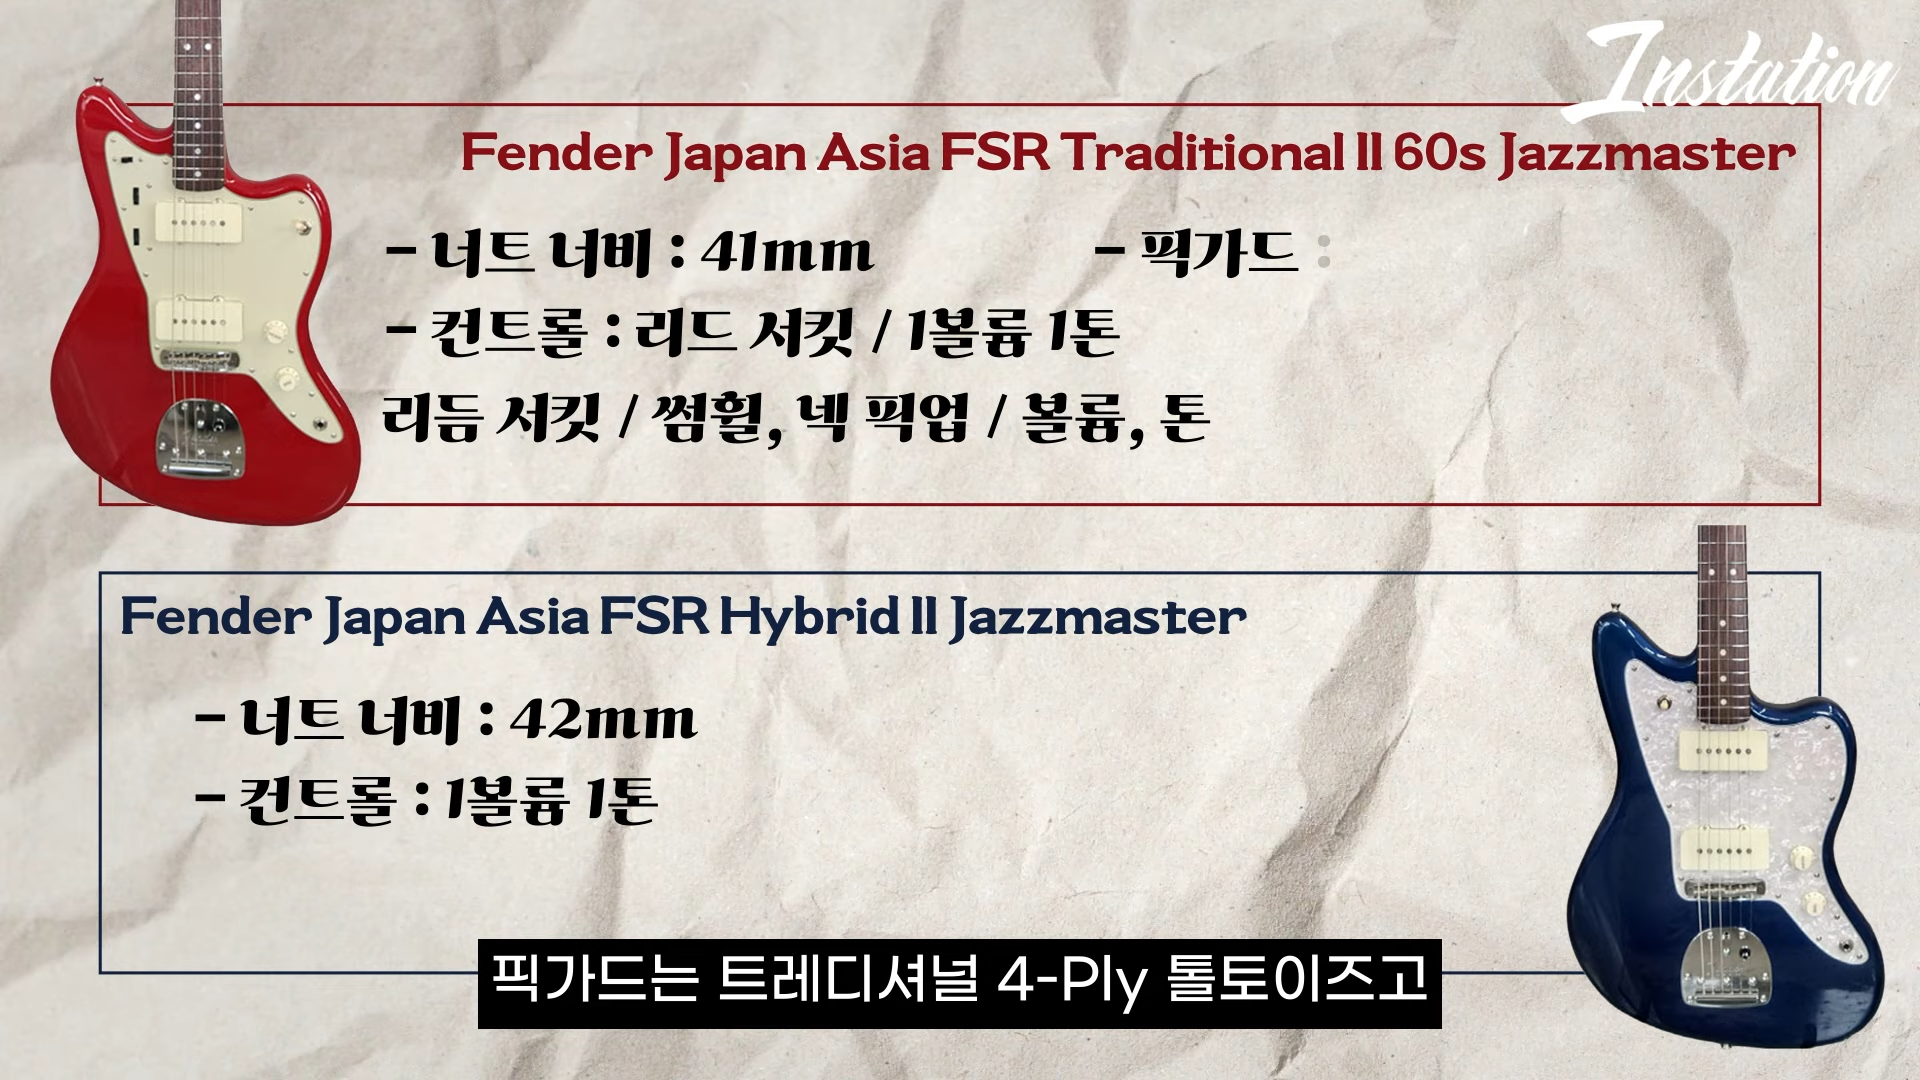 Instation
Fender Japan Asia FSR Traditional II 60s Jazzmaster
- 너트 너비 : 41mm
- 픽가드 :
- 컨트롤 : 리드 서킷 / 1볼륨 1톤
리듬 서킷 / 썸휠, 넥 픽업 / 볼륨, 톤
Fender Japan Asia FSR Hybrid II Jazzmaster
- 너트 너비 : 42mm
- 컨트롤 : 1볼륨 1톤
픽가드는 트레디셔널 4-Ply 톨토이즈고